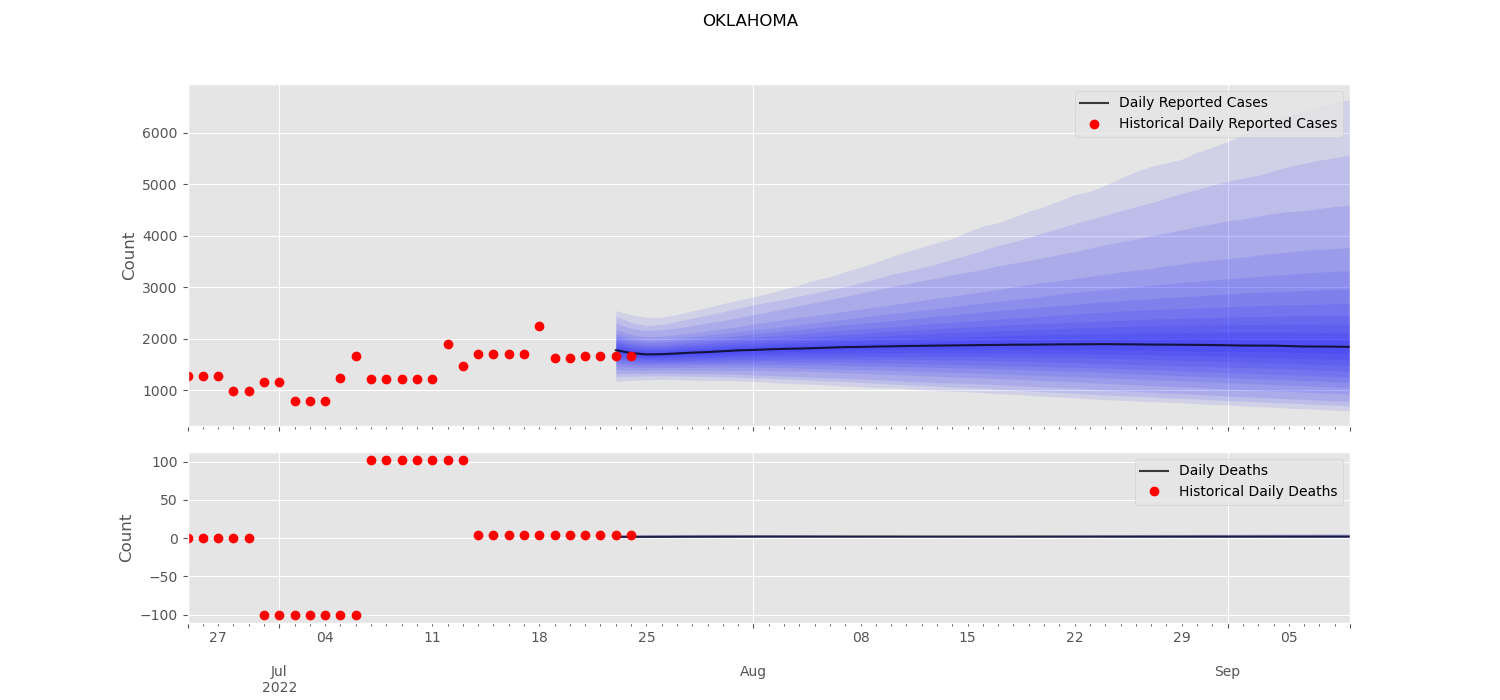 OKLAHOMA
Daily Reported Cases
Historical Daily Reported Cases
6000
5000
4000
3000
2000
1000
Count
Daily Deaths
Historical Daily Deaths
100
50
0
−50
−100
Count
27 04 11 18 25 08 15 22 29 05
Jul Aug Sep
2022